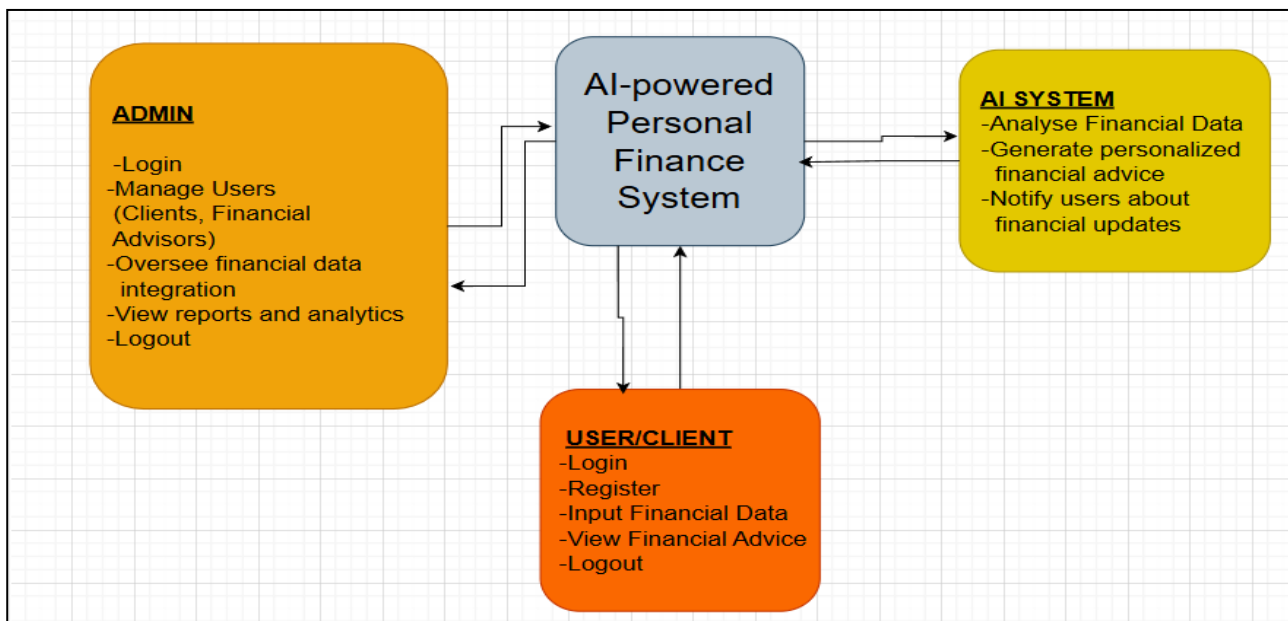 ADMIN
-Login
-Manage Users
(Clients, Financial
Advisors)
-Oversee financial data
integration
-View reports and analytics
-Logout
AI-powered
Personal
Finance
System
AI SYSTEM
-Analyse Financial Data
-Generate personalized
financial advice
-Notify users about
financial updates
USER/CLIENT
-Login
-Register
-Input Financial Data
-View Financial Advice
-Logout